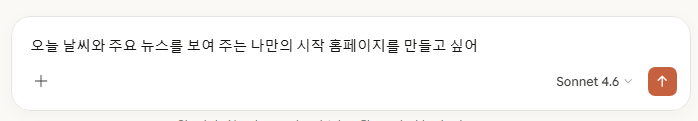 오늘 날씨와 주요 뉴스를 보여 주는 나만의 시작 홈페이지를 만들고 싶어
Sonnet 4.6